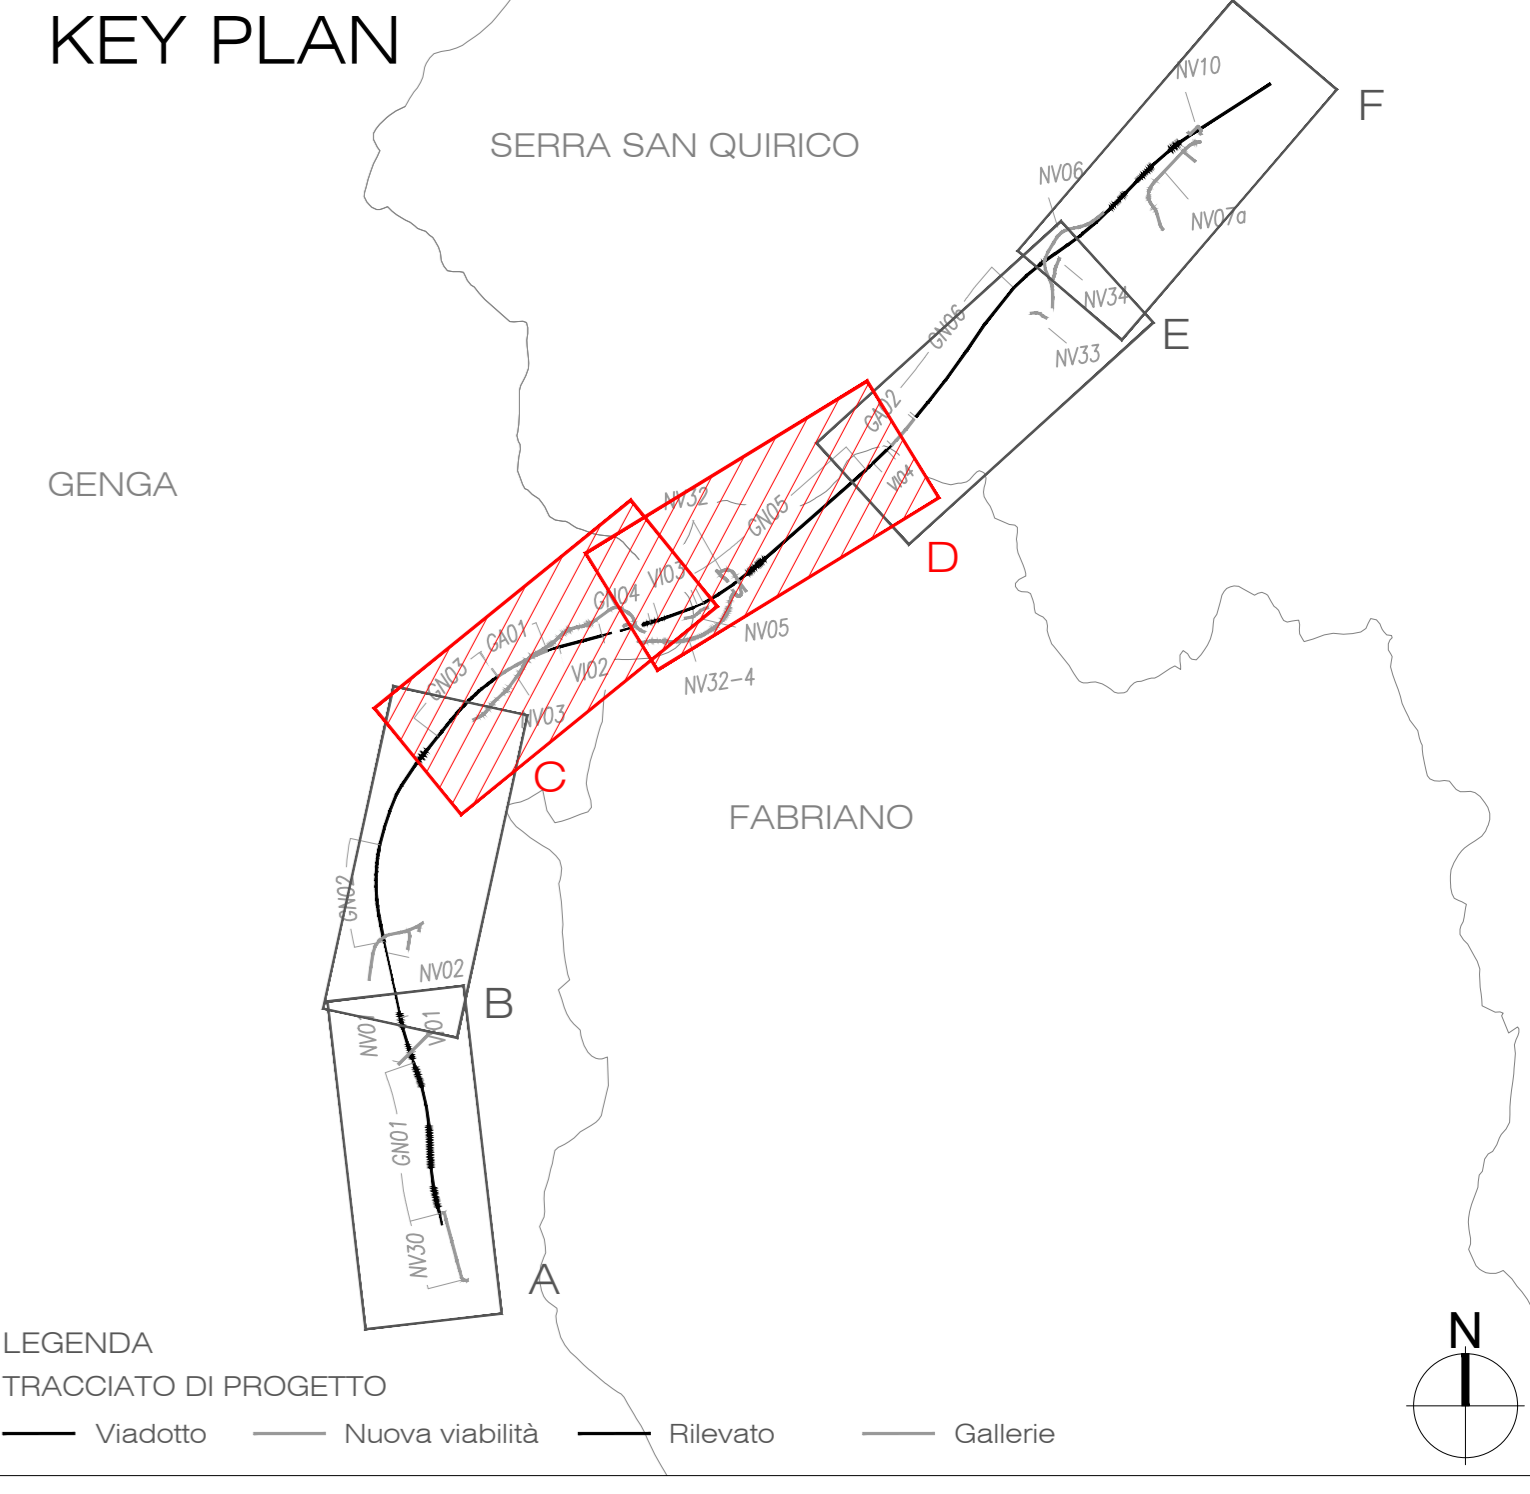 KEY PLAN
NV10
F
SERRA SAN QUIRICO
NV06
NV07a
NV34
GN06
E
NV33
GA02
GENGA
VI04
NV32
GN05
D
VI03
GN04
NV05
GA01
VI02
NV32-4
GN03
NV03
C
FABRIANO
GN02
NV02
B
NV01
VI01
GN01
NV30
A
LEGENDA
TRACCIATO DI PROGETTO
Viadotto
Nuova viabilità
Rilevato
Gallerie
N